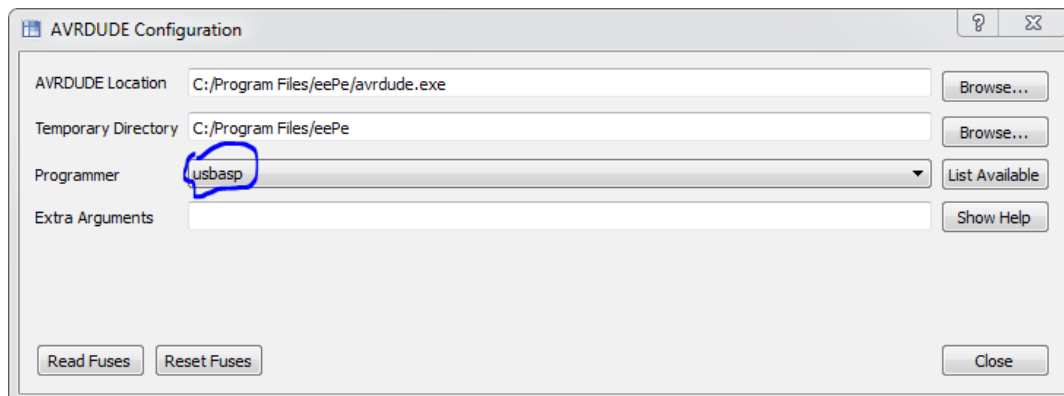 AVRDUDE Configuration
AVRDUDE Location C:/Program Files/eePe/avrdude.exe Browse...
Temporary Directory C:/Program Files/eePe Browse...
Programmer usbasp List Available
Extra Arguments Show Help
Read Fuses Reset Fuses Close